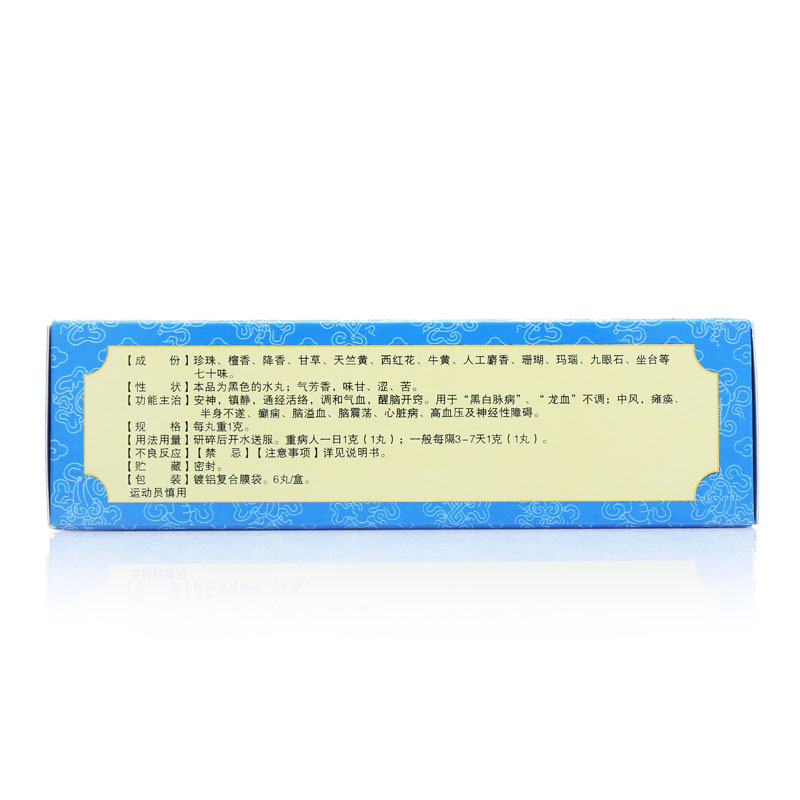 【成　份】珍珠、檀香、降香、甘草、天竺黄、西红花、牛黄、人工麝香、珊瑚、玛瑙、九眼石、坐台等
七十味。
【性　状】本品为黑色的水丸；气芳香，味甘、涩、苦。
【功能主治】安神，镇静，通经活络，调和气血，醒脑开窍。用于“黑白脉病”、“龙血”不调；中风，瘫痪、
半身不遂、癫痫、脑溢血、脑震荡、心脏病、高血压及神经性障碍。
【规　格】每丸重1克。
【用法用量】研碎后开水送服。重病人一日1克（1丸）；一般每隔3-7天1克（1丸）。
【不良反应】【禁　忌】【注意事项】详见说明书。
【贮　藏】密封。
【包　装】镀铝复合膜袋。6丸/盒。
运动员慎用